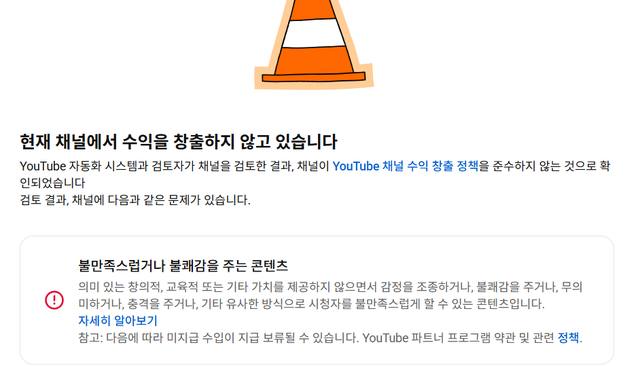 현재 채널에서 수익을 창출하지 않고 있습니다
YouTube 자동화 시스템과 검토자가 채널을 검토한 결과, 채널이 YouTube 채널 수익 창출 정책을 준수하지 않는 것으로 확
인되었습니다
검토 결과, 채널에 다음과 같은 문제가 있습니다.
불만족스럽거나 불쾌감을 주는 콘텐츠
의미 있는 창의적, 교육적 또는 기타 가치를 제공하지 않으면서 감정을 조종하거나, 불쾌감을 주거나, 무의
미하거나, 충격을 주거나, 기타 유사한 방식으로 시청자를 불만족스럽게 할 수 있는 콘텐츠입니다.
자세히 알아보기
참고: 다음에 따라 미지급 수입이 지급 보류될 수 있습니다. YouTube 파트너 프로그램 약관 및 관련 정책.